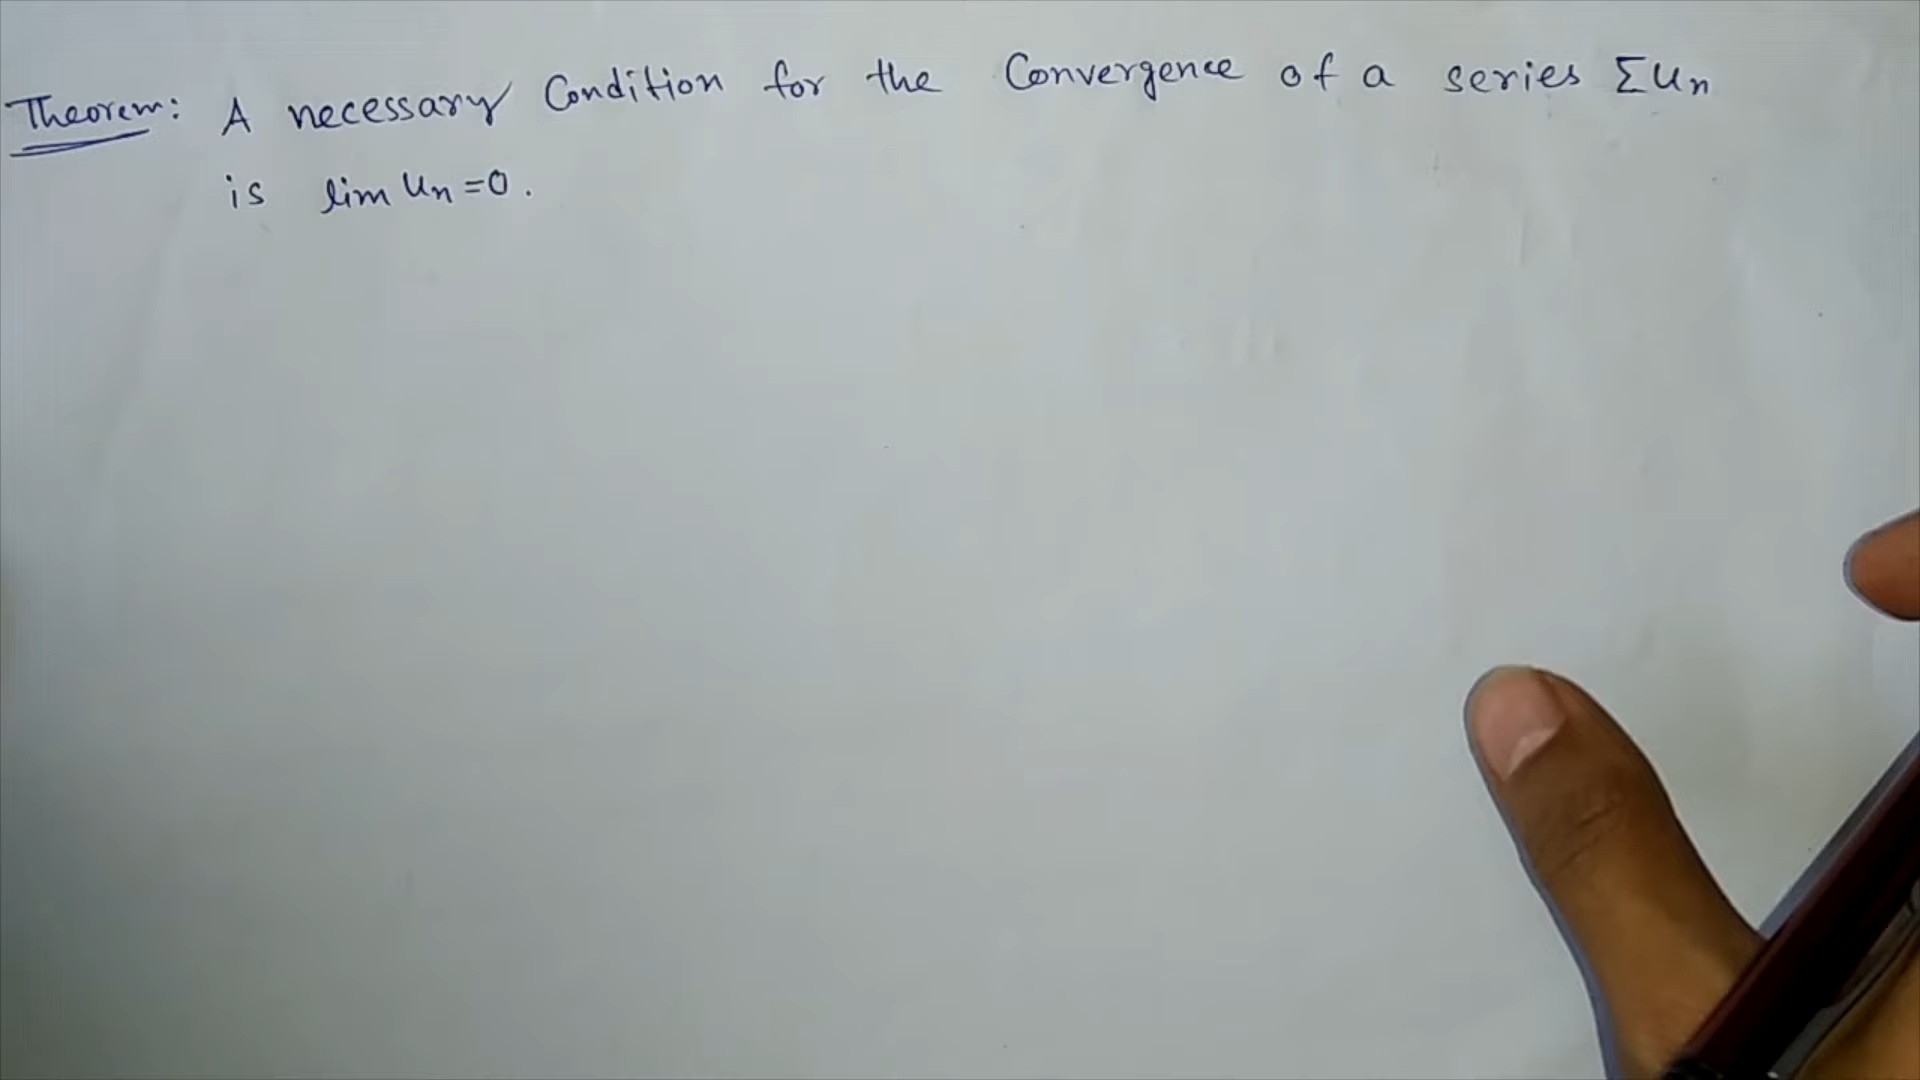 Theorem: A necessary Condition for the Convergence of a series Σun
is lim un = 0.